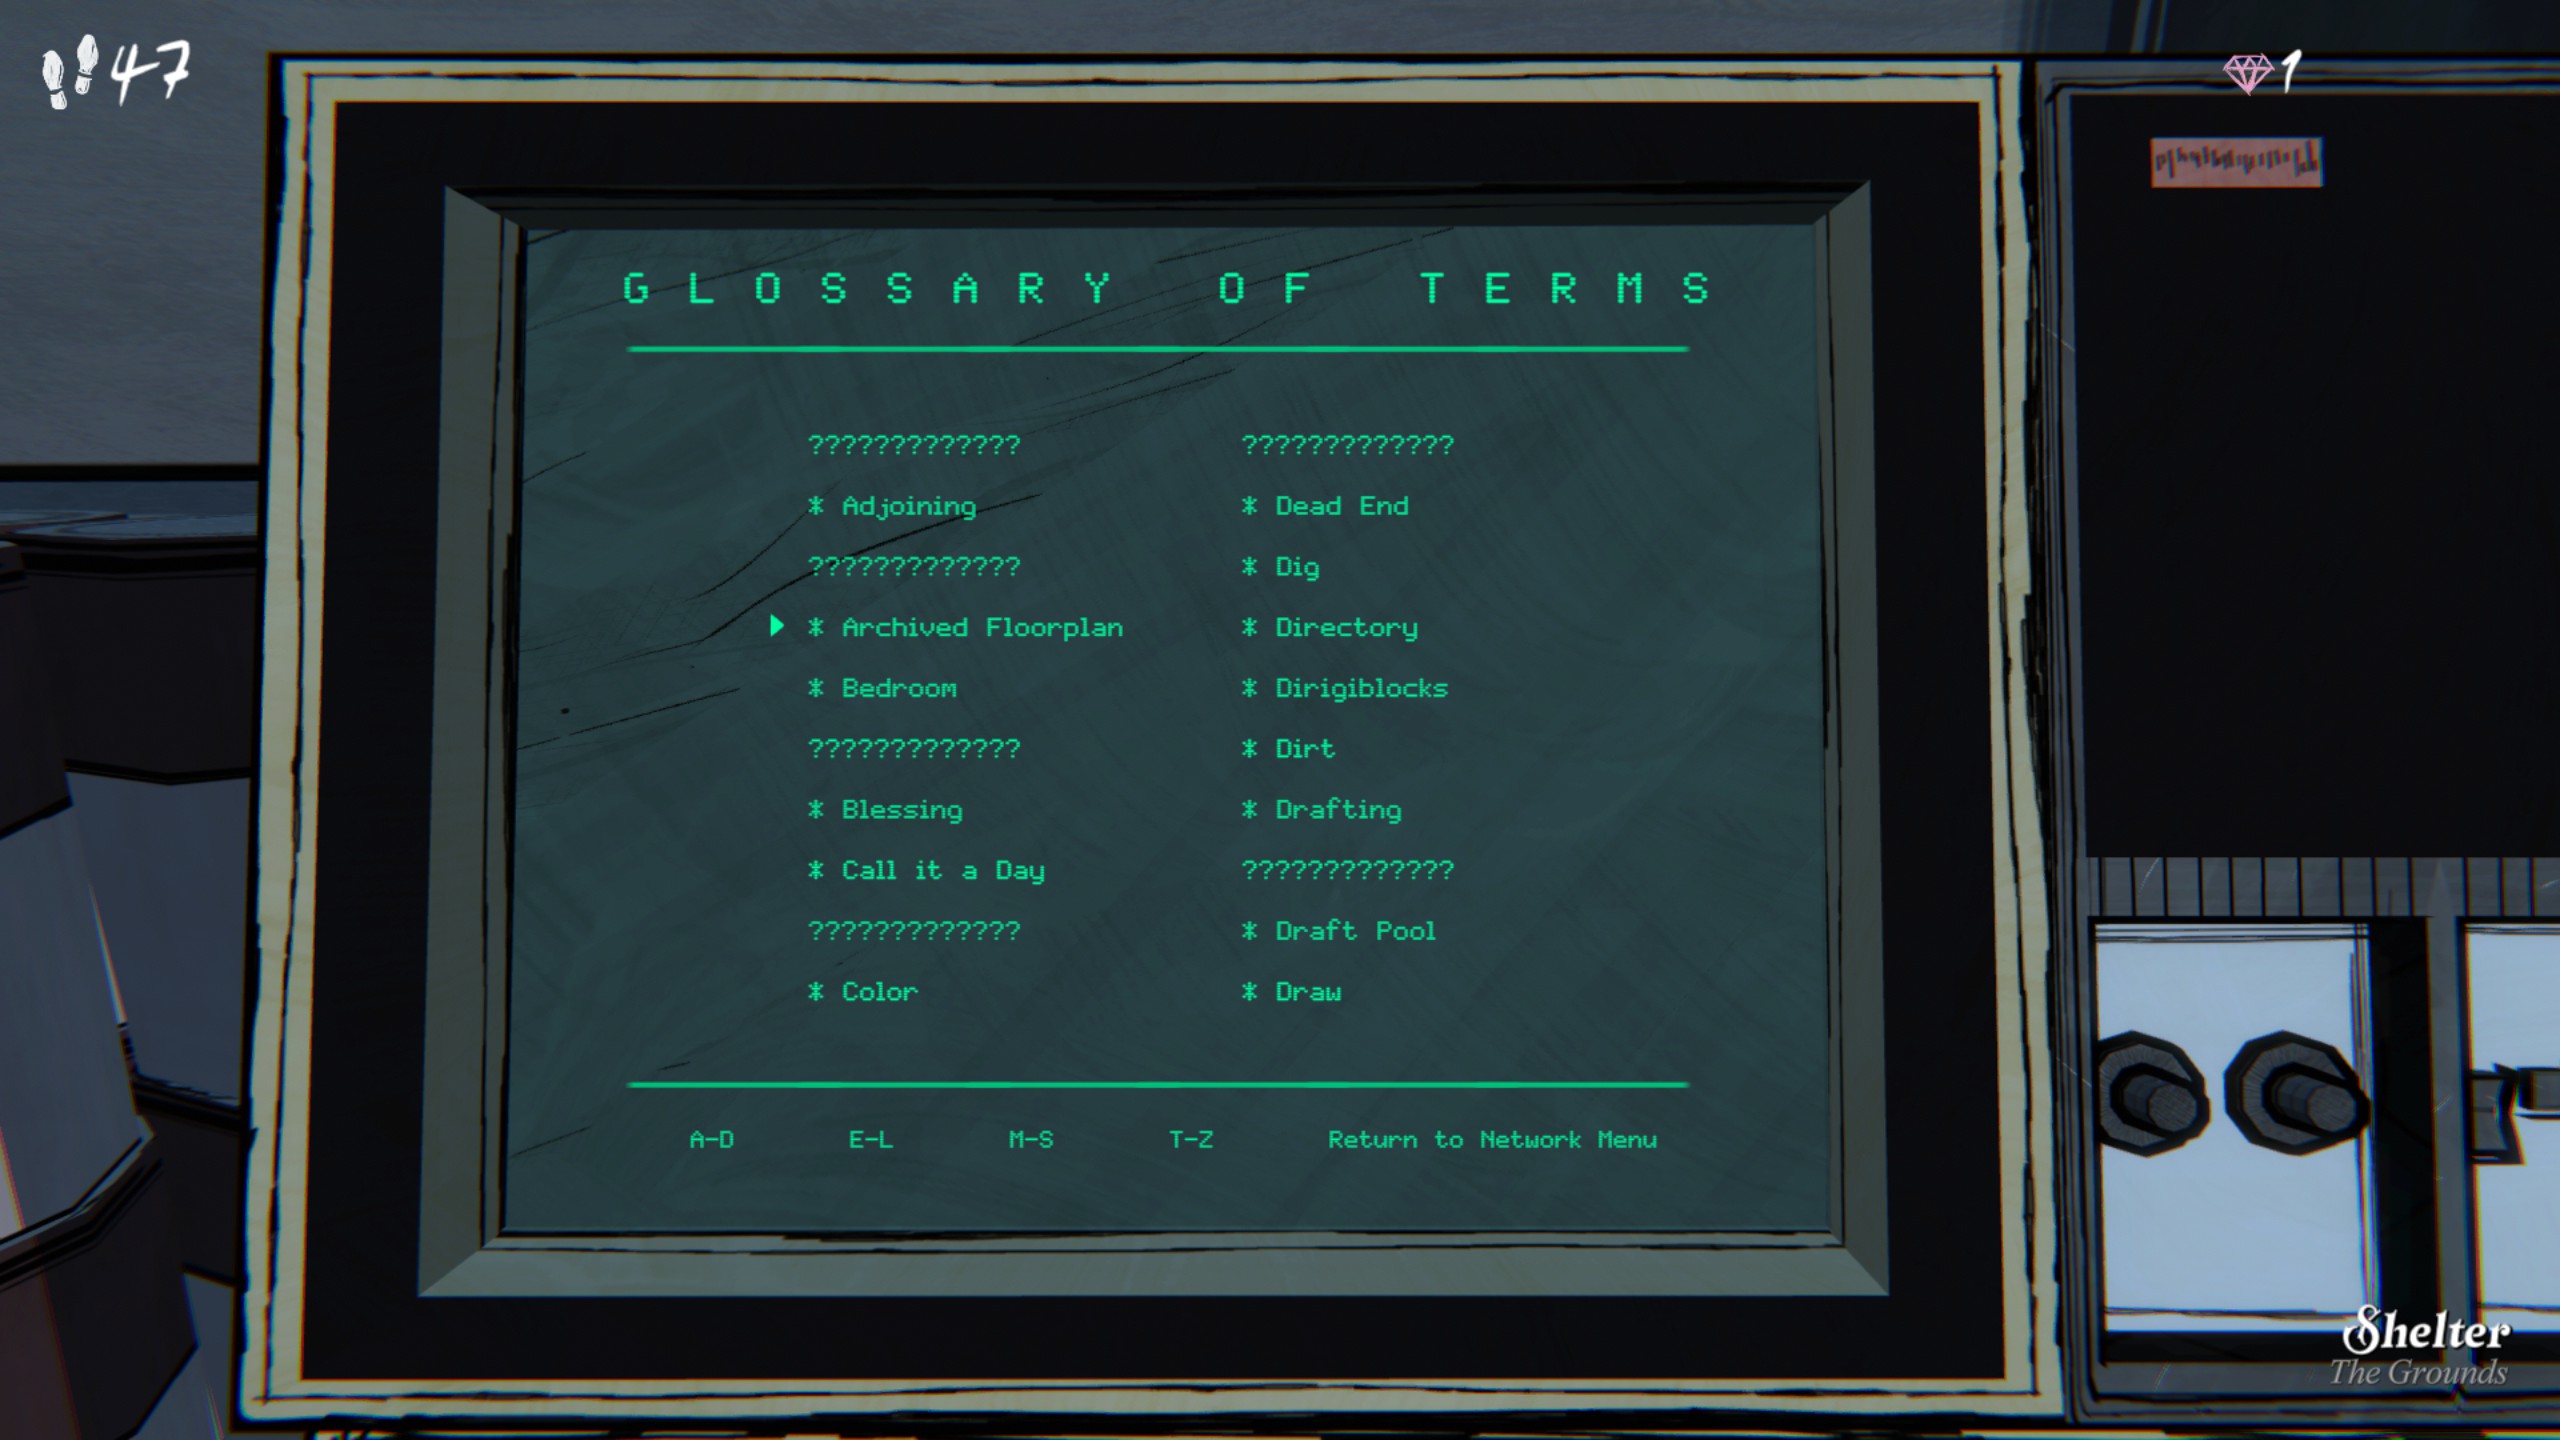 47
1
GLOSSARY OF TERMS
?????????????
* Adjoining
?????????????
* Archived Floorplan
* Bedroom
?????????????
* Blessing
* Call it a Day
?????????????
* Color
?????????????
* Dead End
* Dig
* Directory
* Dirigiblocks
* Dirt
* Drafting
?????????????
* Draft Pool
* Draw
A-D E-L M-S T-Z Return to Network Menu
Shelter
The Grounds